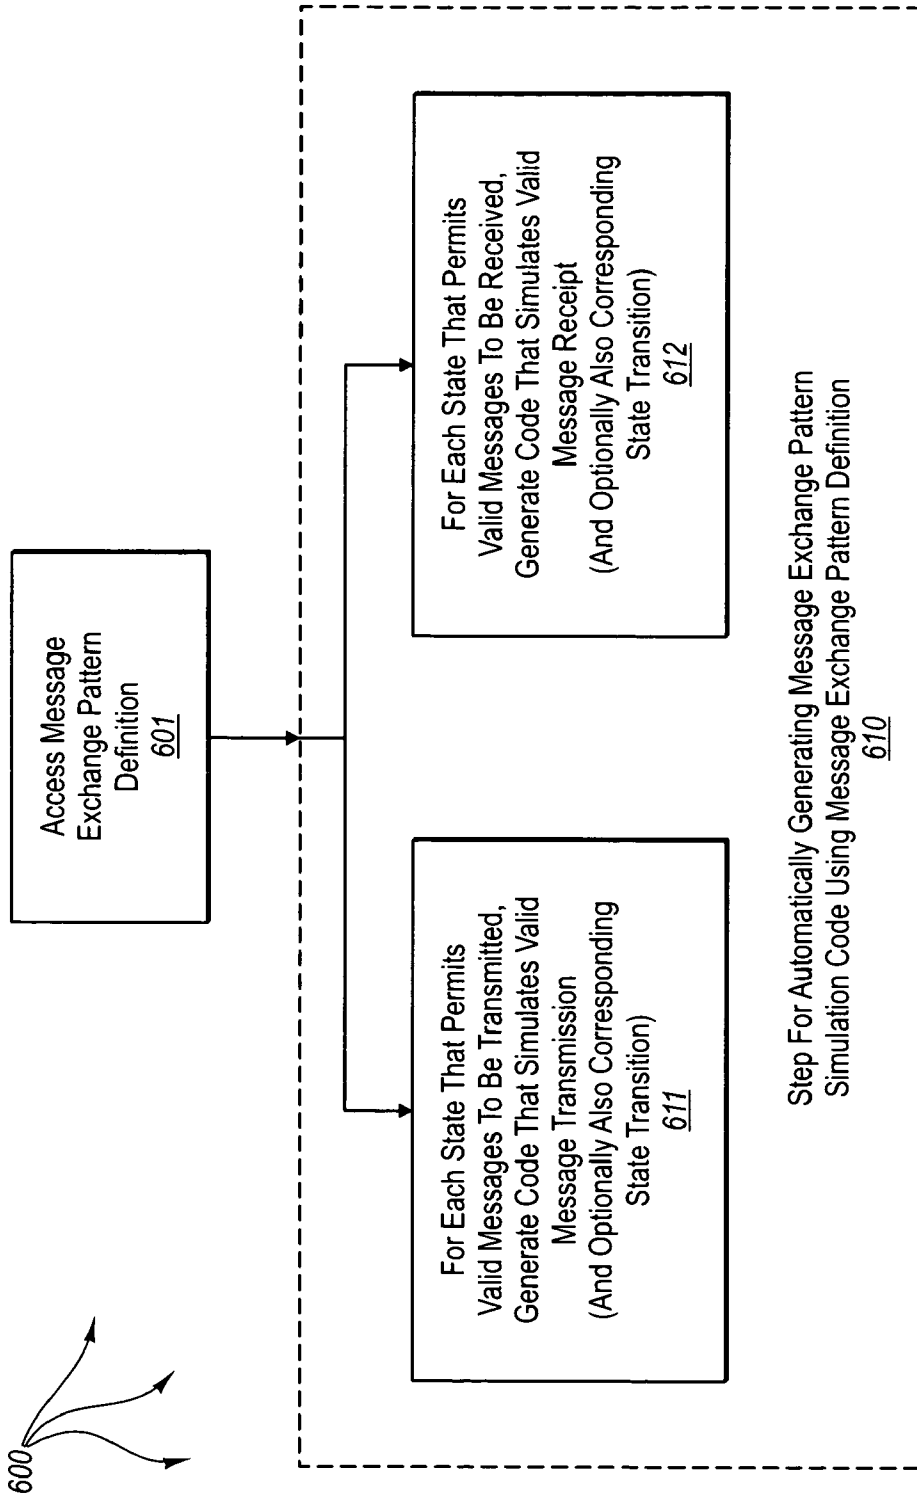 600
Access Message
Exchange Pattern
Definition
601
For Each State That Permits
Valid Messages To Be Transmitted,
Generate Code That Simulates Valid
Message Transmission
(And Optionally Also Corresponding
State Transition)
611
For Each State That Permits
Valid Messages To Be Received,
Generate Code That Simulates Valid
Message Receipt
(And Optionally Also Corresponding
State Transition)
612
Step For Automatically Generating Message Exchange Pattern
Simulation Code Using Message Exchange Pattern Definition
610